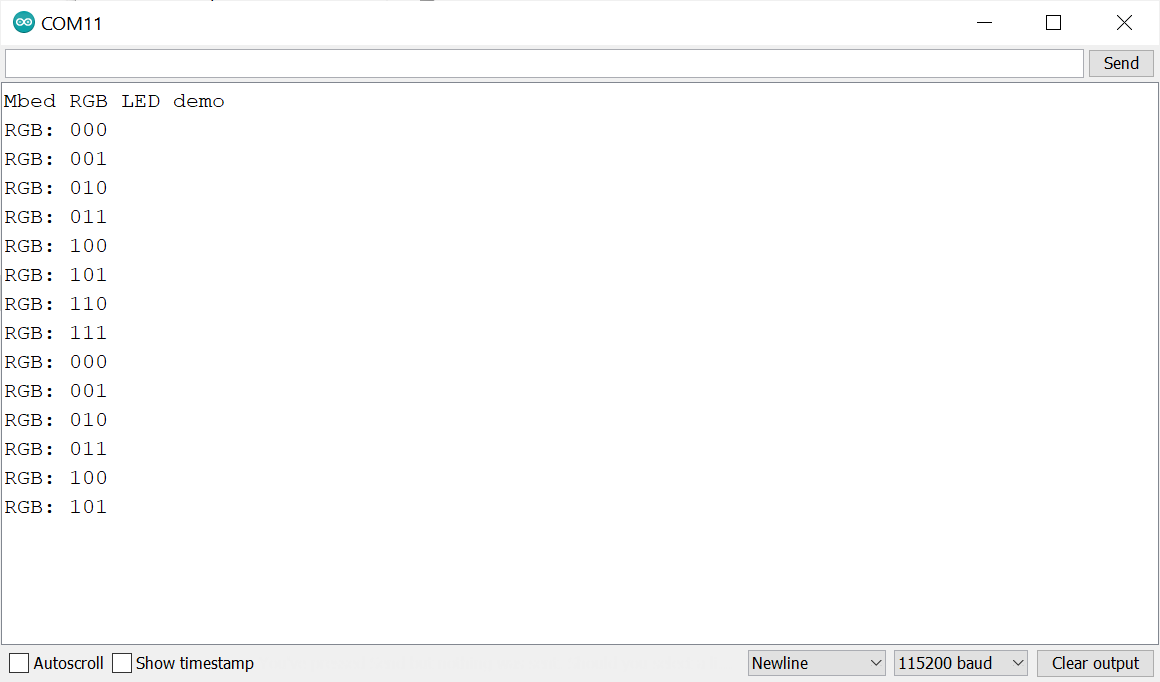 COM11
Send
Mbed RGB LED demo
RGB: 000
RGB: 001
RGB: 010
RGB: 011
RGB: 100
RGB: 101
RGB: 110
RGB: 111
RGB: 000
RGB: 001
RGB: 010
RGB: 011
RGB: 100
RGB: 101
Autoscroll Show timestamp Newline 115200 baud Clear output